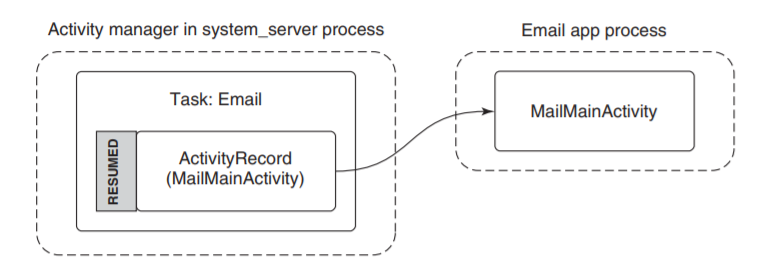 Activity manager in system_server process
Email app process
Task: Email
RESUMED
ActivityRecord
(MailMainActivity)
MailMainActivity